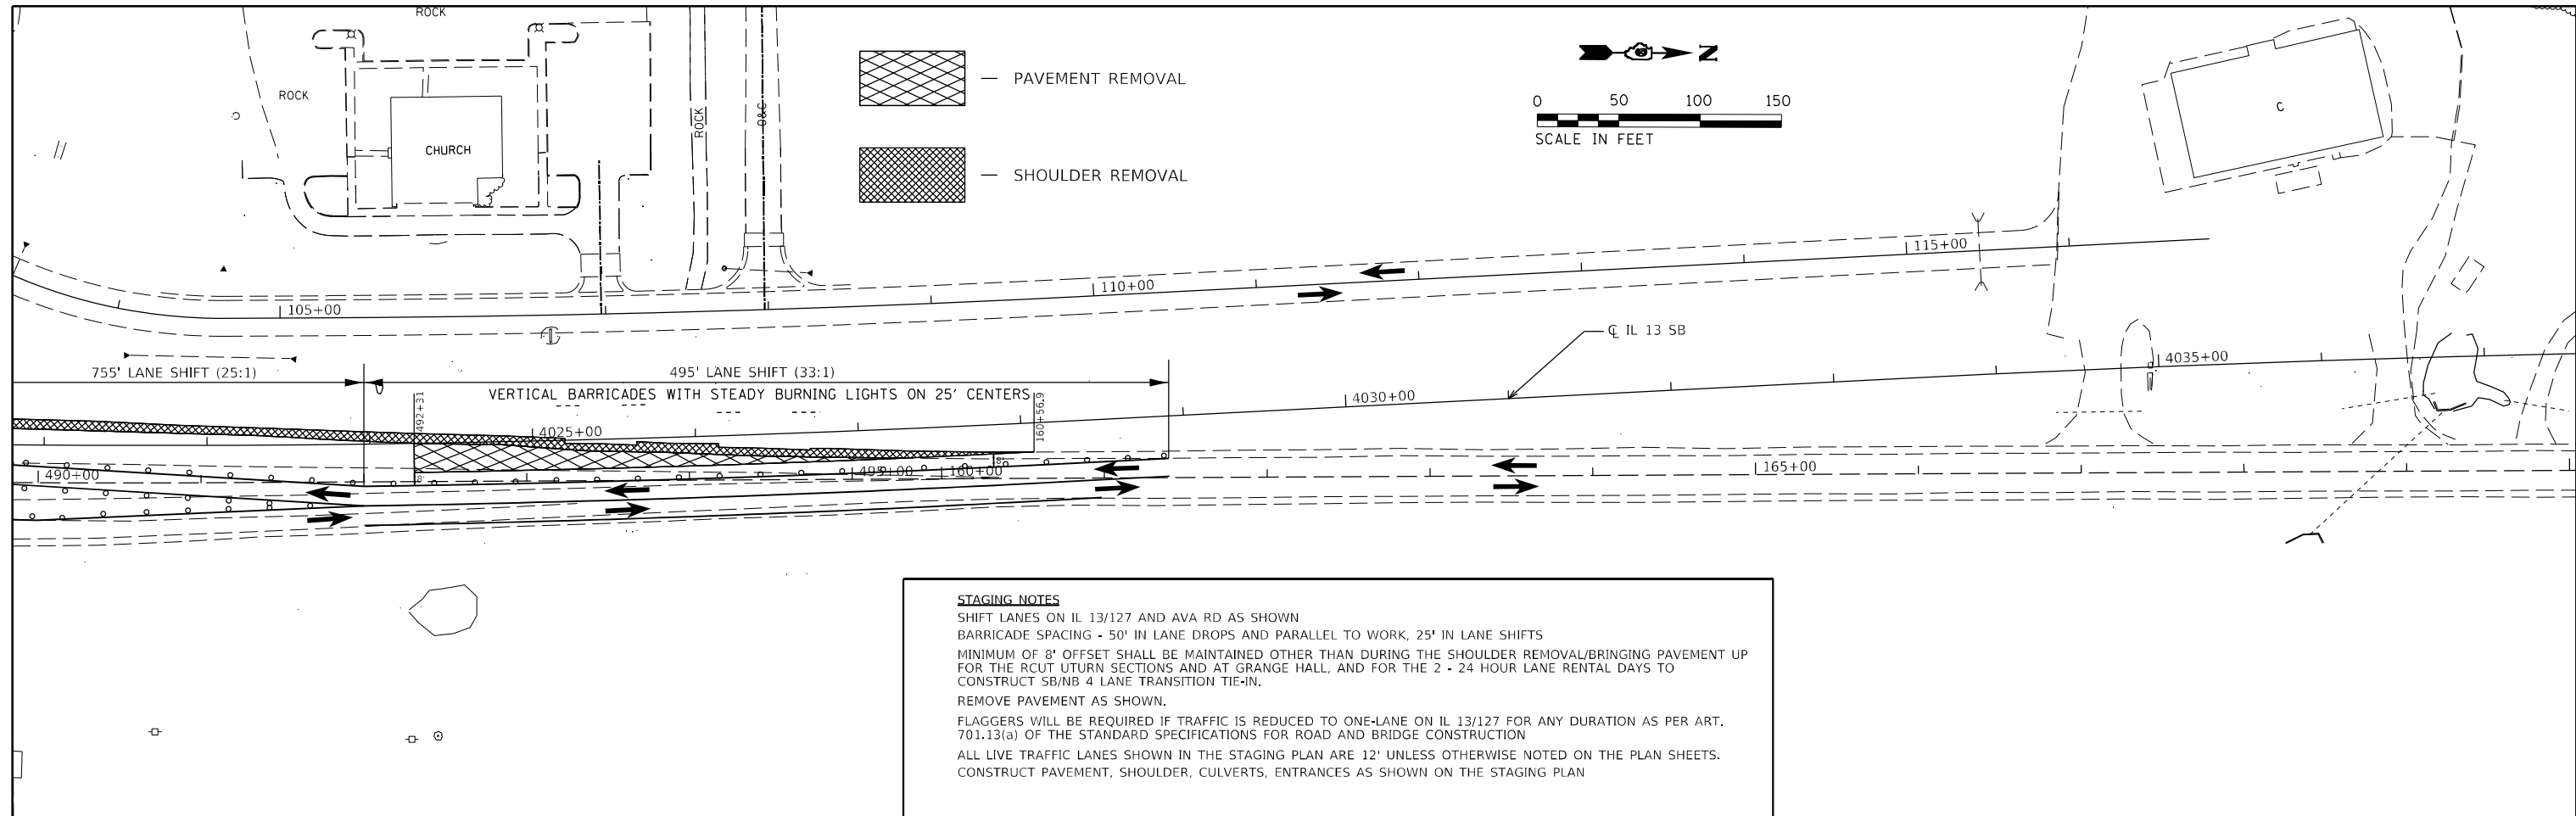 ROCK
ROCK
CHURCH
ROCK
O&C
PAVEMENT REMOVAL
SHOULDER REMOVAL
N
0 50 100 150
SCALE IN FEET
C
115+00
110+00
105+00
℄ IL 13 SB
4035+00
755' LANE SHIFT (25:1)
495' LANE SHIFT (33:1)
VERTICAL BARRICADES WITH STEADY BURNING LIGHTS ON 25' CENTERS
492+31
160+56.9
4030+00
4025+00
490+00
8'
495+00
160+00
8'
165+00
STAGING NOTES
SHIFT LANES ON IL 13/127 AND AVA RD AS SHOWN
BARRICADE SPACING - 50' IN LANE DROPS AND PARALLEL TO WORK, 25' IN LANE SHIFTS
MINIMUM OF 8' OFFSET SHALL BE MAINTAINED OTHER THAN DURING THE SHOULDER REMOVAL/BRINGING PAVEMENT UP
FOR THE RCUT UTURN SECTIONS AND AT GRANGE HALL, AND FOR THE 2 - 24 HOUR LANE RENTAL DAYS TO
CONSTRUCT SB/NB 4 LANE TRANSITION TIE-IN.
REMOVE PAVEMENT AS SHOWN.
FLAGGERS WILL BE REQUIRED IF TRAFFIC IS REDUCED TO ONE-LANE ON IL 13/127 FOR ANY DURATION AS PER ART.
701.13(a) OF THE STANDARD SPECIFICATIONS FOR ROAD AND BRIDGE CONSTRUCTION
ALL LIVE TRAFFIC LANES SHOWN IN THE STAGING PLAN ARE 12' UNLESS OTHERWISE NOTED ON THE PLAN SHEETS.
CONSTRUCT PAVEMENT, SHOULDER, CULVERTS, ENTRANCES AS SHOWN ON THE STAGING PLAN